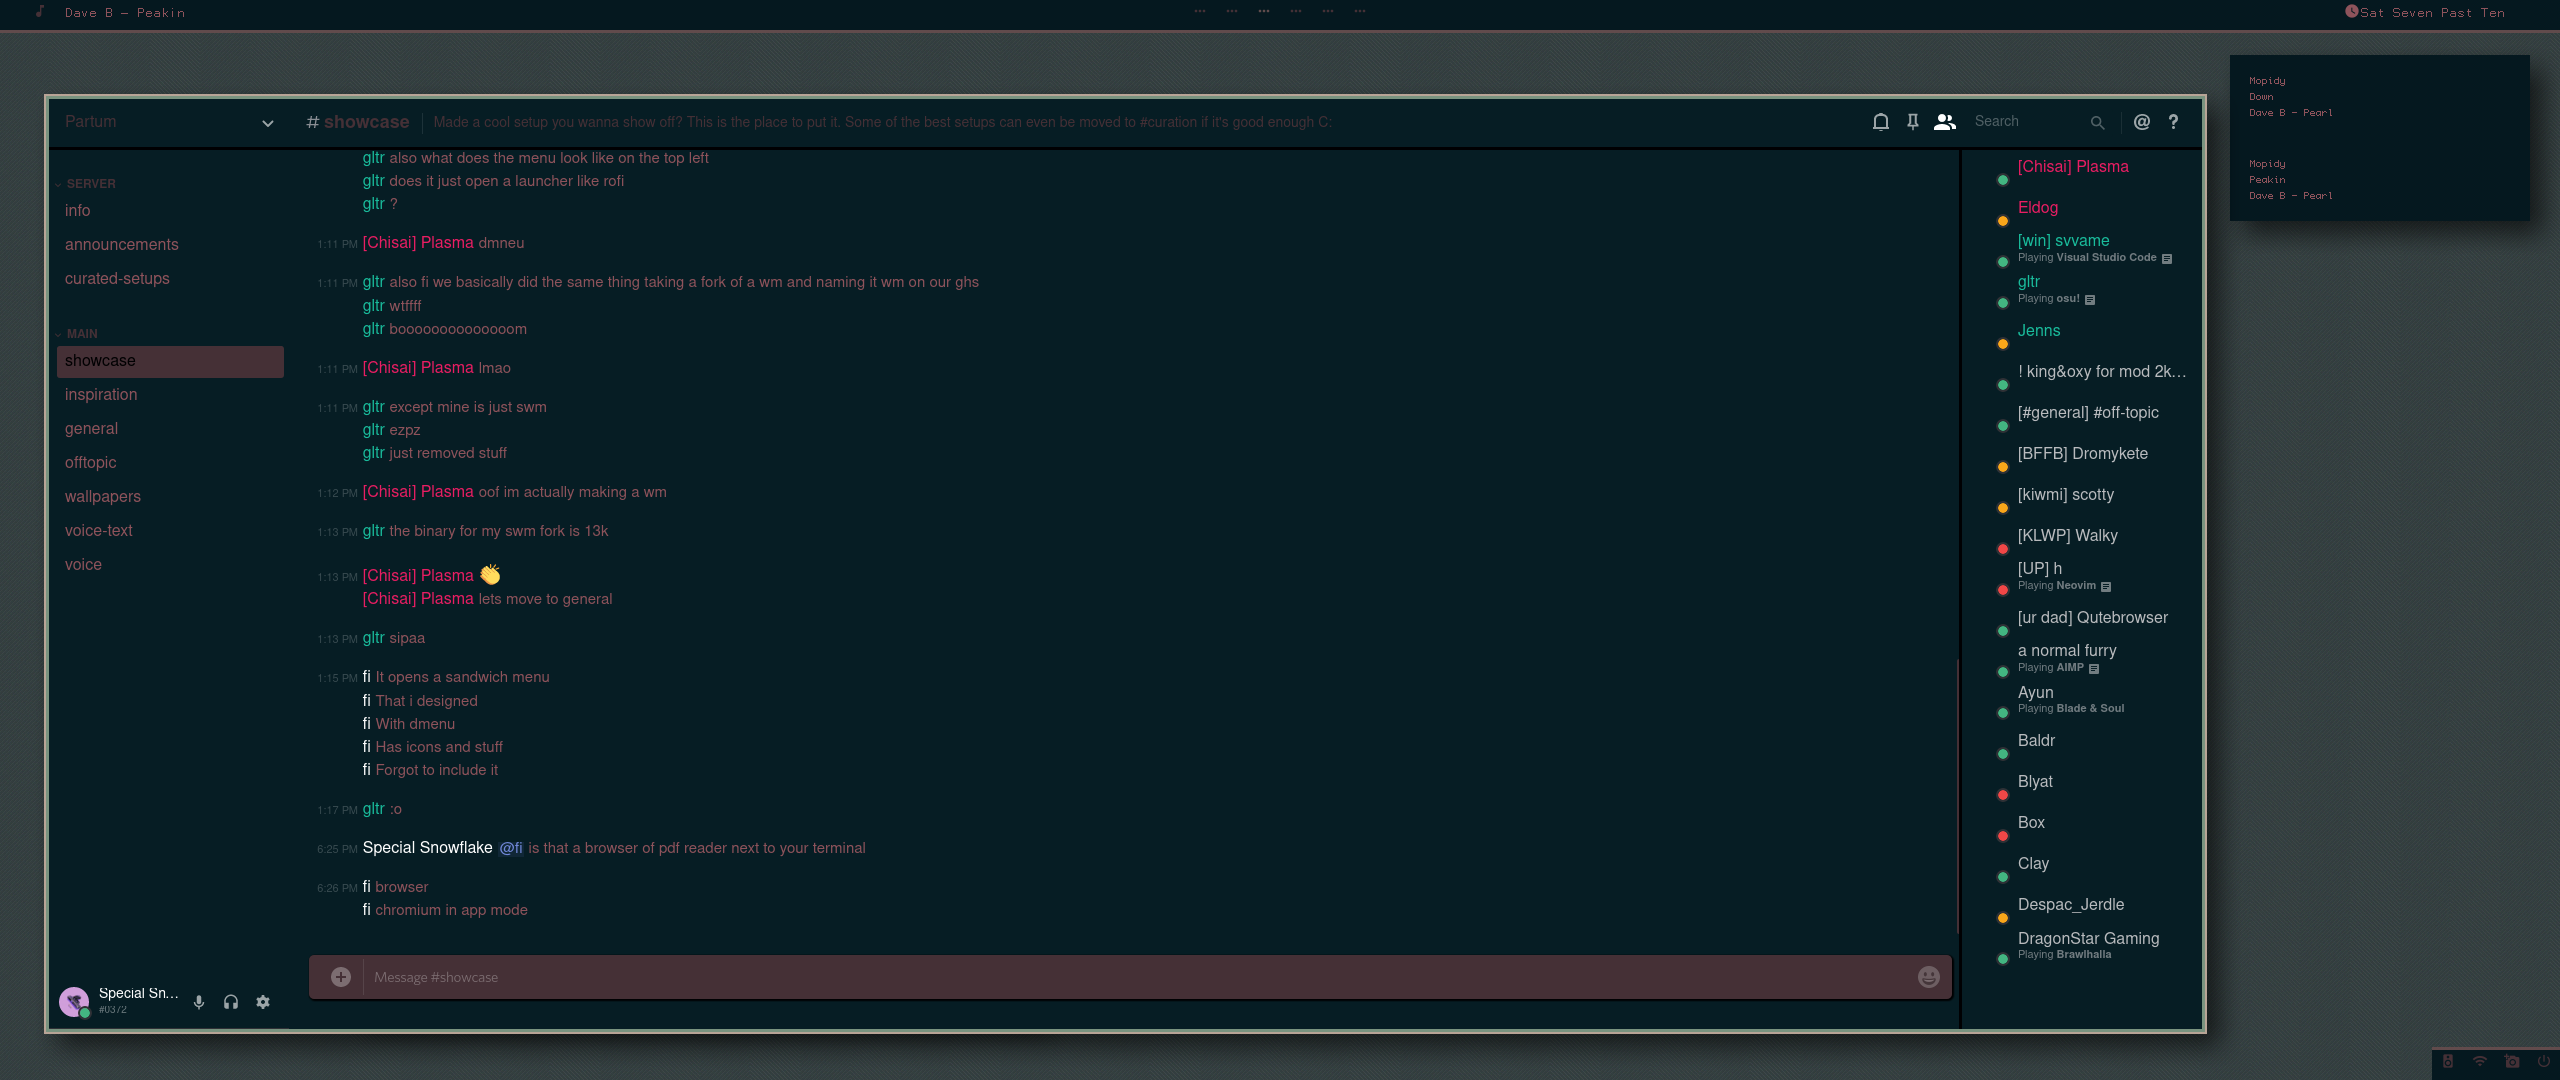 Dave B – Peakin
Sat Seven Past Ten
Mopidy
Down
Dave B – Pearl
Mopidy
Peakin
Dave B – Pearl
Partum
SERVER
info
announcements
curated-setups
MAIN
showcase
inspiration
general
offtopic
wallpapers
voice-text
voice
Special Sn...
#0372
# showcase
Made a cool setup you wanna show off? This is the place to put it. Some of the best setups can even be moved to #curation if it's good enough C:
Search
@ ?
gltr also what does the menu look like on the top left
gltr does it just open a launcher like rofi
gltr ?
1:11 PM [Chisai] Plasma dmneu
1:11 PM gltr also fi we basically did the same thing taking a fork of a wm and naming it wm on our ghs
gltr wtffff
gltr boooooooooooooom
1:11 PM [Chisai] Plasma lmao
1:11 PM gltr except mine is just swm
gltr ezpz
gltr just removed stuff
1:12 PM [Chisai] Plasma oof im actually making a wm
1:13 PM gltr the binary for my swm fork is 13k
1:13 PM [Chisai] Plasma 👏
[Chisai] Plasma lets move to general
1:13 PM gltr sipaa
1:15 PM fi It opens a sandwich menu
fi That i designed
fi With dmenu
fi Has icons and stuff
fi Forgot to include it
1:17 PM gltr :o
6:25 PM Special Snowflake @fi is that a browser of pdf reader next to your terminal
6:26 PM fi browser
fi chromium in app mode
Message #showcase
[Chisai] Plasma
Eldog
[win] svvame
Playing Visual Studio Code
gltr
Playing osu!
Jenns
! king&oxy for mod 2k...
[#general] #off-topic
[BFFB] Dromykete
[kiwmi] scotty
[KLWP] Walky
[UP] h
Playing Neovim
[ur dad] Qutebrowser
a normal furry
Playing AIMP
Ayun
Playing Blade & Soul
Baldr
Blyat
Box
Clay
Despac_Jerdle
DragonStar Gaming
Playing Brawlhalla